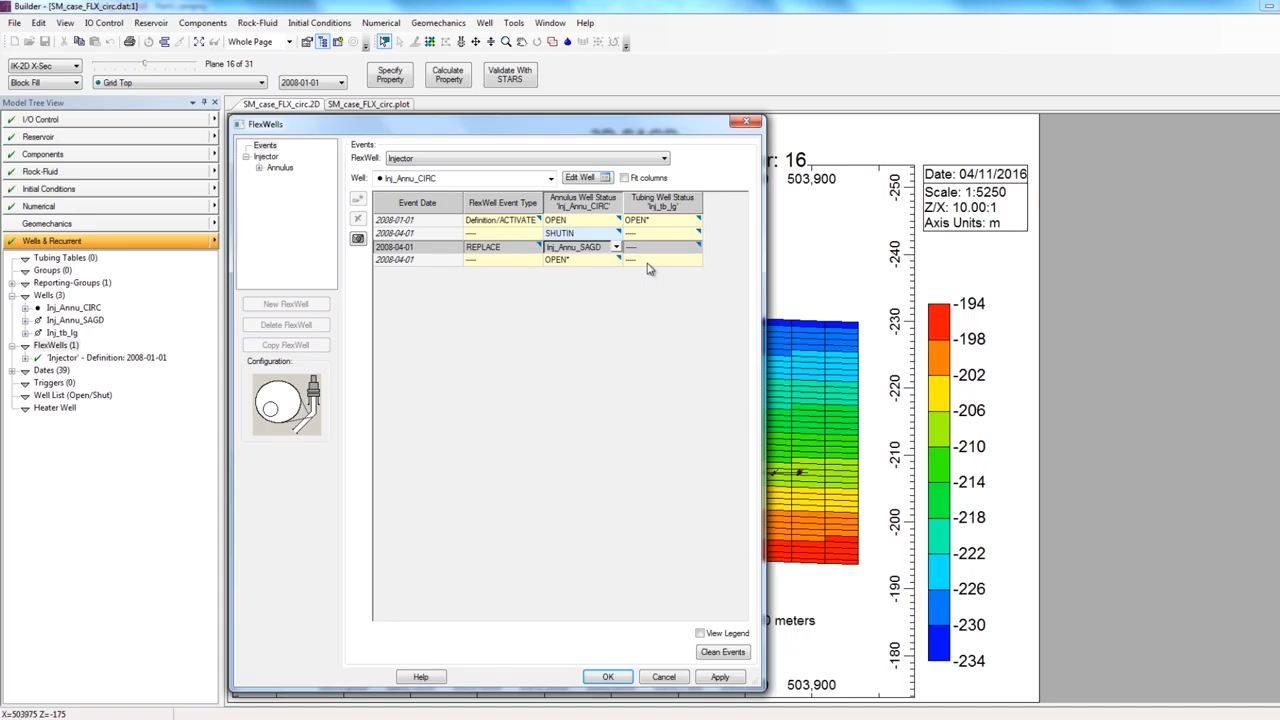 Builder - [SM_case_FLX_circ.dat:1]
File Edit View IO Control Reservoir Components Rock-Fluid Initial Conditions Numerical Geomechanics Well Tools Window Help
Whole Page
IK-2D X-Sec Plane 16 of 31
Block Fill Grid Top 2008-01-01
Specify Property
Calculate Property
Validate With STARS
Model Tree View
SM_case_FLX_circ.2D SM_case_FLX_circ.plot
I/O Control
Reservoir
Components
Rock-Fluid
Initial Conditions
Numerical
Geomechanics
Wells & Recurrent
Tubing Tables (0)
Groups (0)
Reporting-Groups (1)
Wells (3)
Inj_Annu_CIRC
Inj_Annu_SAGD
Inj_tb_lg
FlexWells (1)
'Injector' - Definition: 2008-01-01
Dates (39)
Triggers (0)
Well List (Open/Shut)
Heater Well
FlexWells
Events
Injector
Annulus
New FlexWell
Delete FlexWell
Copy FlexWell
Configuration:
Events:
FlexWell: Injector
Well: Inj_Annu_CIRC Edit Well Fit columns
Event Date FlexWell Event Type Annulus Well Status 'Inj_Annu_CIRC' Tubing Well Status 'Inj_tb_lg'
2008-01-01 Definition/ACTIVATE OPEN OPEN*
2008-04-01 ---- SHUTIN ----
2008-04-01 REPLACE Inj_Annu_SAGD ----
2008-04-01 ---- OPEN* ----
View Legend
Clean Events
Help OK Cancel Apply
: 16
503,900
-250
-240
-230
-220
-210
-200
-190
-180
0 meters
503,900
Date: 04/11/2016
Scale: 1:5250
Z/X: 10.00:1
Axis Units: m
-194
-198
-202
-206
-210
-214
-218
-222
-226
-230
-234
X=503975 Z=-175